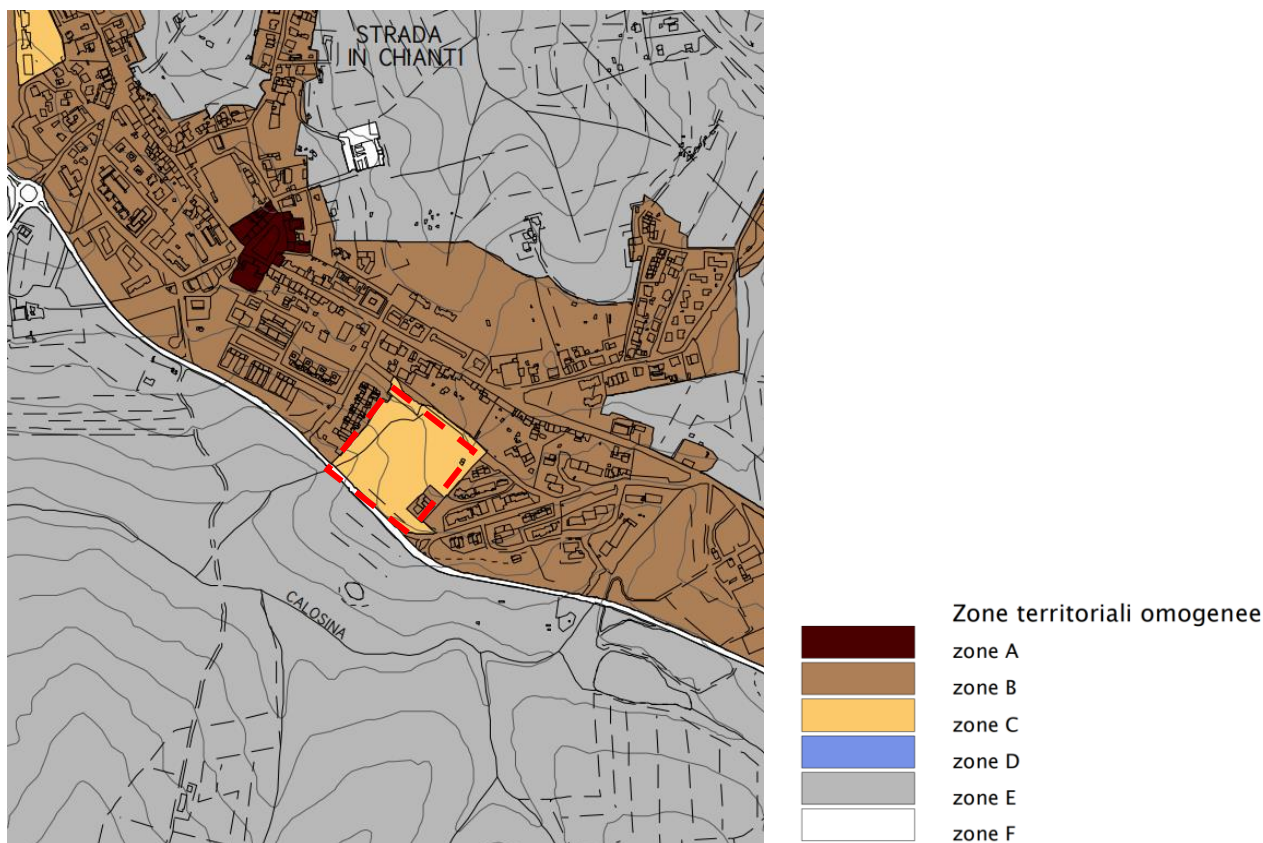 STRADA
IN CHIANTI
CALOSINA
Zone territoriali omogenee
zone A
zone B
zone C
zone D
zone E
zone F